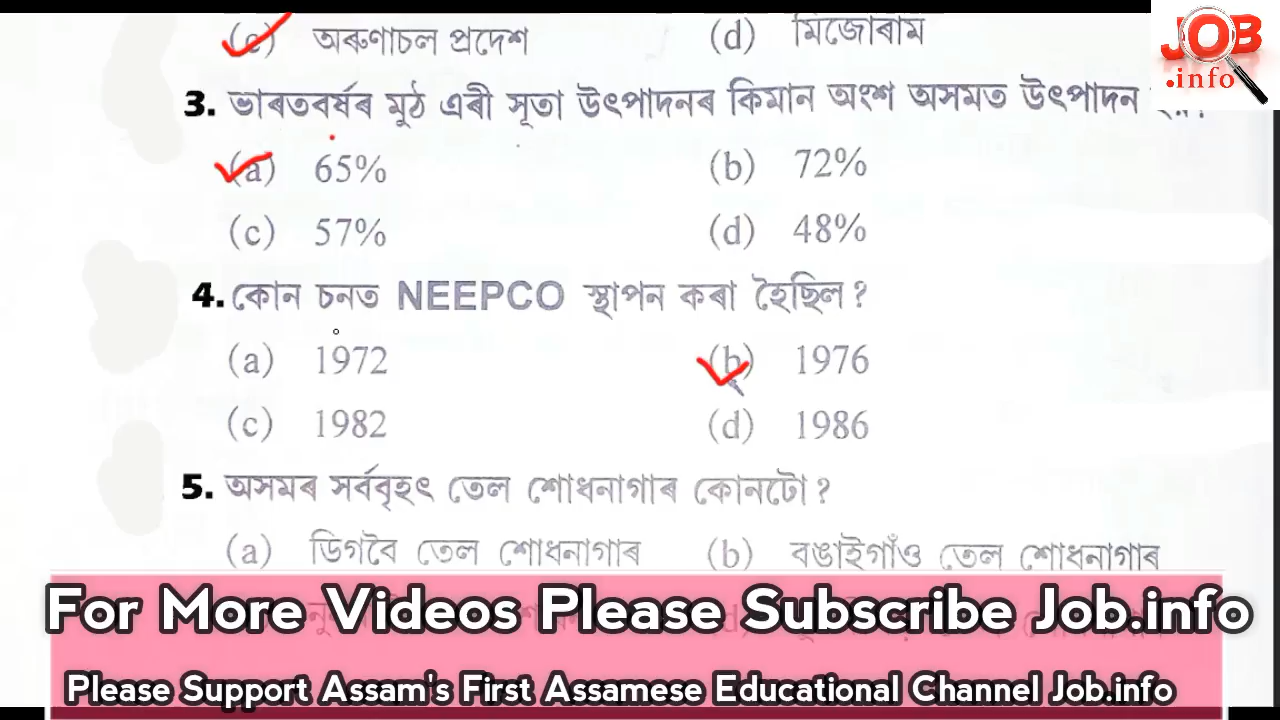 (c) অৰুণাচল প্ৰদেশ (d) মিজোৰাম
JOB
.info
3. ভাৰতবৰ্ষৰ মুঠ এৰী সূতা উৎপাদনৰ কিমান অংশ অসমত উৎপাদন
(a) 65% (b) 72%
(c) 57% (d) 48%
4. কোন চনত NEEPCO স্থাপন কৰা হৈছিল?
(a) 1972 (b) 1976
(c) 1982 (d) 1986
5. অসমৰ সৰ্ববৃহৎ তেল শোধনাগাৰ কোনটো?
(a) ডিগবৈ তেল শোধনাগাৰ (b) বঙাইগাঁও তেল শোধনাগাৰ
For More Videos Please Subscribe Job.info
Please Support Assam's First Assamese Educational Channel Job.info